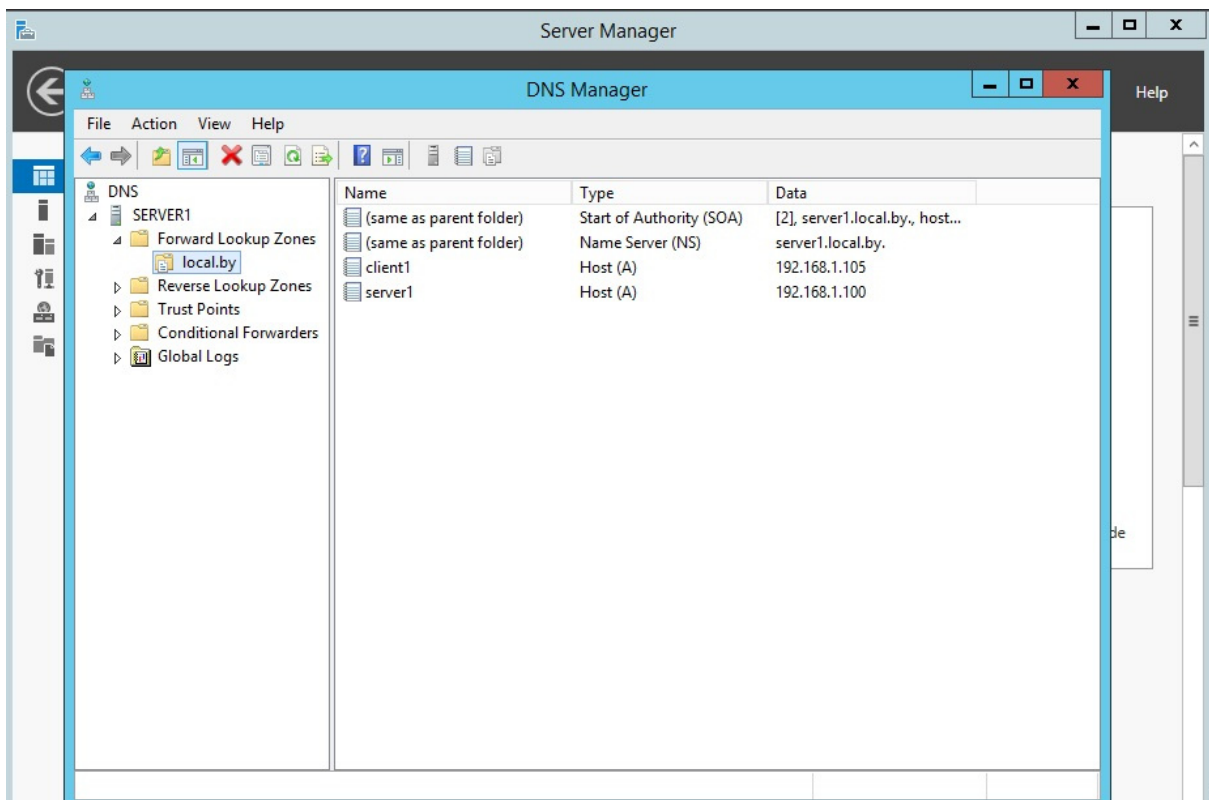 Server Manager
Help
DNS Manager
File Action View Help
DNS
SERVER1
Forward Lookup Zones
local.by
Reverse Lookup Zones
Trust Points
Conditional Forwarders
Global Logs
Name Type Data
(same as parent folder) Start of Authority (SOA) [2], server1.local.by., host...
(same as parent folder) Name Server (NS) server1.local.by.
client1 Host (A) 192.168.1.105
server1 Host (A) 192.168.1.100
de